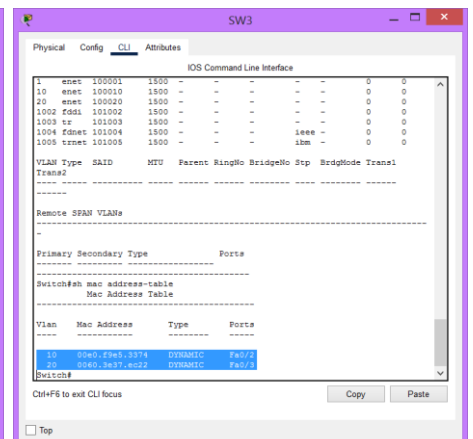 SW3
Physical Config CLI Attributes
IOS Command Line Interface
1 enet 100001 1500 - - - - - 0 0
10 enet 100010 1500 - - - - - 0 0
20 enet 100020 1500 - - - - - 0 0
1002 fddi 101002 1500 - - - - - 0 0
1003 tr 101003 1500 - - - - - 0 0
1004 fdnet 101004 1500 - - - ieee - 0 0
1005 trnet 101005 1500 - - - ibm - 0 0
VLAN Type SAID MTU Parent RingNo BridgeNo Stp BrdgMode Trans1
Trans2
---- ----- ---------- ----- ------ ------ -------- ---- -------- ------
------
Remote SPAN VLANs
------------------------------------------------------------------------------
-
Primary Secondary Type Ports
------- --------- ----------------- ------------------------------------------
Switch#sh mac address-table
Mac Address Table
-------------------------------------------
Vlan Mac Address Type Ports
---- ----------- -------- -----
10 00e0.f9e5.3374 DYNAMIC Fa0/2
20 0060.3e37.ec22 DYNAMIC Fa0/3
Switch#
Ctrl+F6 to exit CLI focus
Copy Paste
Top